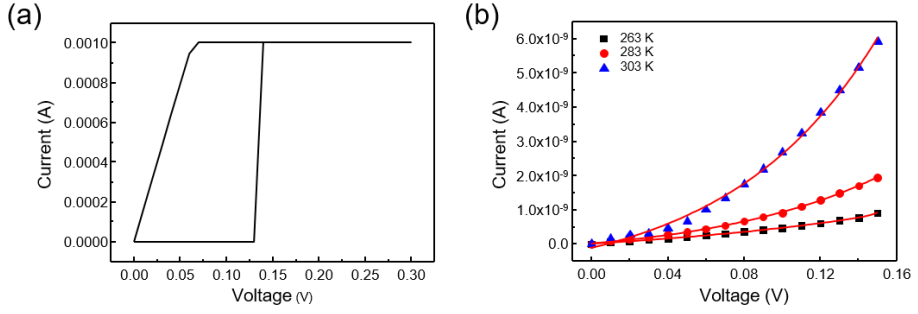 (a)
Current (A)
0.0010
0.0008
0.0006
0.0004
0.0002
0.0000
0.00 0.05 0.10 0.15 0.20 0.25 0.30
Voltage (V)
(b)
263 K
283 K
303 K
Current (A)
6.0x10⁻⁹
5.0x10⁻⁹
4.0x10⁻⁹
3.0x10⁻⁹
2.0x10⁻⁹
1.0x10⁻⁹
0.0
0.00 0.04 0.08 0.12 0.16
Voltage (V)